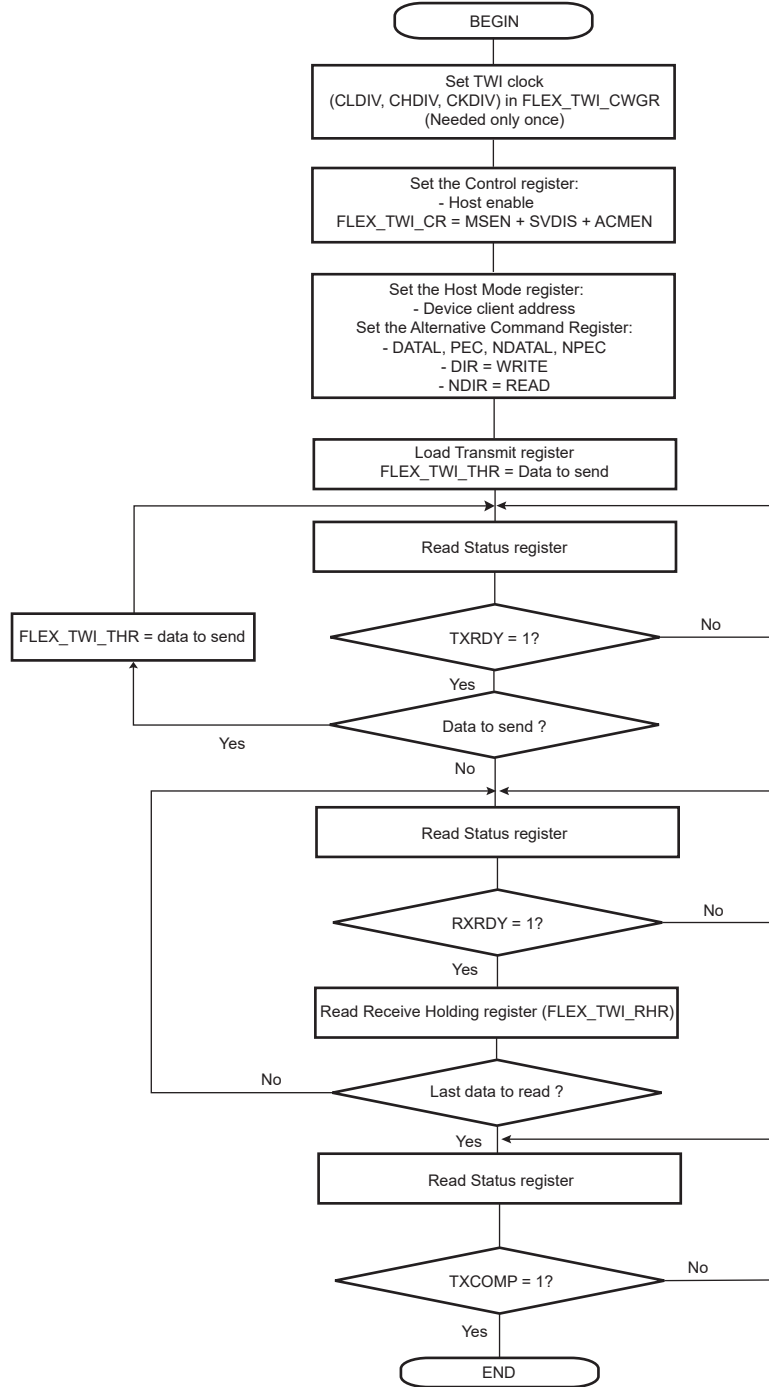 BEGIN
Set TWI clock
(CLDIV, CHDIV, CKDIV) in FLEX_TWI_CWGR
(Needed only once)
Set the Control register:
- Host enable
FLEX_TWI_CR = MSEN + SVDIS + ACMEN
Set the Host Mode register:
- Device client address
Set the Alternative Command Register:
- DATAL, PEC, NDATAL, NPEC
- DIR = WRITE
- NDIR = READ
Load Transmit register
FLEX_TWI_THR = Data to send
Read Status register
FLEX_TWI_THR = data to send
TXRDY = 1?
No
Yes
Data to send ?
Yes
No
Read Status register
RXRDY = 1?
No
Yes
Read Receive Holding register (FLEX_TWI_RHR)
No
Last data to read ?
Yes
Read Status register
TXCOMP = 1?
No
Yes
END